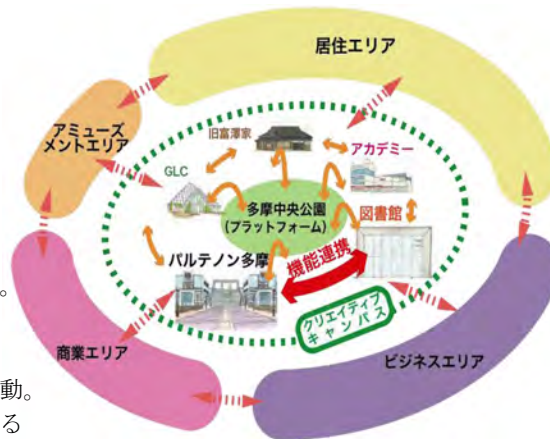 居住エリア
アミューズ
メントエリア
旧富澤家
アカデミー
GLC
多摩中央公園
(プラットフォーム)
図書館
パルテノン多摩
機能連携
クリエイティブ
キャンパス
商業エリア
ビジネスエリア
。
動。
る